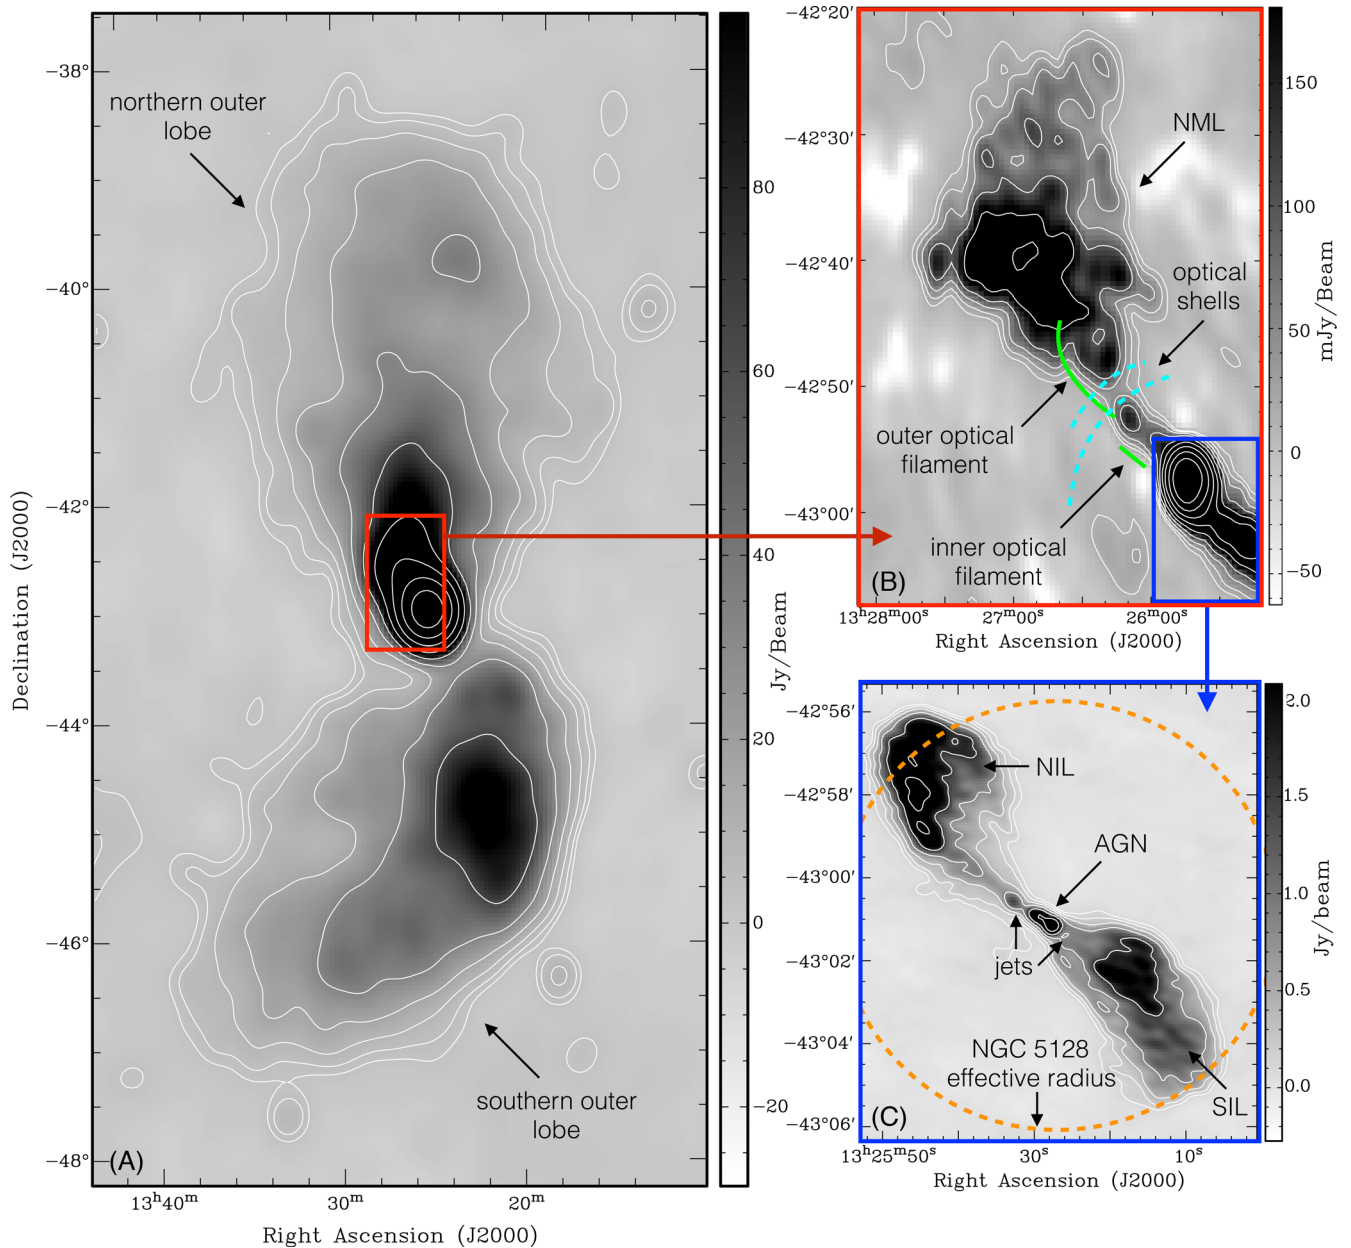 northern outer
lobe
southern outer
lobe
(A)
−38°
−40°
−42°
−44°
−46°
−48°
Declination (J2000)
13ʰ40ᵐ
30ᵐ
20ᵐ
Right Ascension (J2000)
80
60
40
20
0
−20
Jy/Beam
−42°20′
−42°30′
−42°40′
−42°50′
−43°00′
NML
optical
shells
outer optical
filament
inner optical
filament
(B)
13ʰ28ᵐ00ˢ
27ᵐ00ˢ
26ᵐ00ˢ
Right Ascension (J2000)
150
100
50
0
−50
mJy/Beam
−42°56′
−42°58′
−43°00′
−43°02′
−43°04′
−43°06′
NIL
AGN
jets
NGC 5128
effective radius
SIL
(C)
13ʰ25ᵐ50ˢ
30ˢ
10ˢ
Right Ascension (J2000)
2.0
1.5
1.0
0.5
0.0
Jy/beam